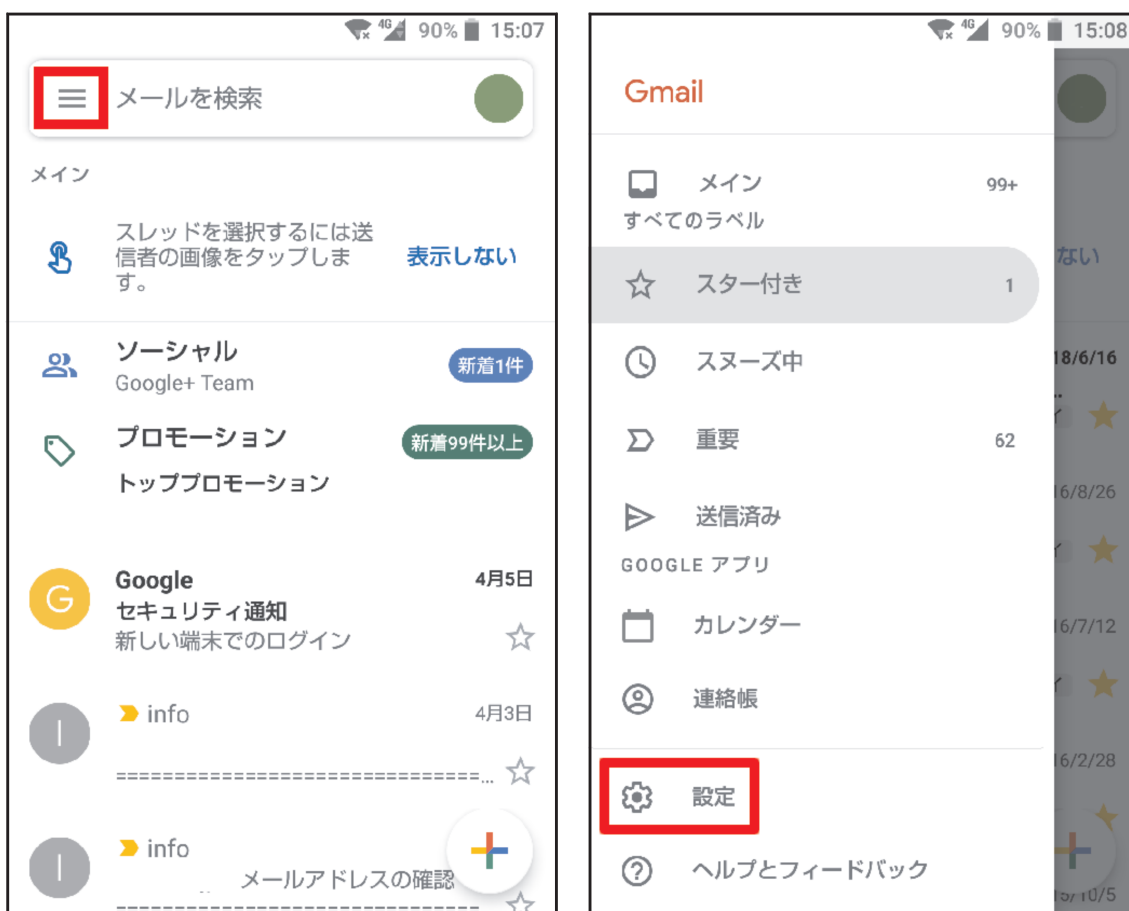 4G 90% 15:07
メールを検索
メイン
スレッドを選択するには送
信者の画像をタップしま
す。
表示しない
ソーシャル
新着1件
Google+ Team
プロモーション
新着99件以上
トッププロモーション
G
Google
4月5日
セキュリティ通知
新しい端末でのログイン
I
info
4月3日
==============================...
I
info
メールアドレスの確認
4G 90% 15:08
Gmail
メイン
99+
すべてのラベル
スター付き
1
スヌーズ中
重要
62
送信済み
GOOGLE アプリ
カレンダー
連絡帳
設定
ヘルプとフィードバック
ない
18/6/16
16/8/26
16/7/12
16/2/28
15/10/5